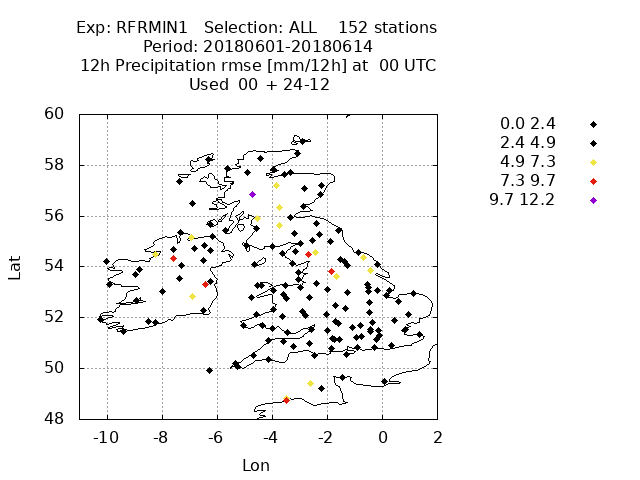 Exp: RFRMIN1   Selection: ALL    152 stations
Period: 20180601-20180614
12h Precipitation rmse [mm/12h] at  00 UTC
Used  00  + 24-12
60
58
56
54
52
50
48
Lat
-10 -8 -6 -4 -2 0 2
Lon
0.0 2.4
2.4 4.9
4.9 7.3
7.3 9.7
9.7 12.2